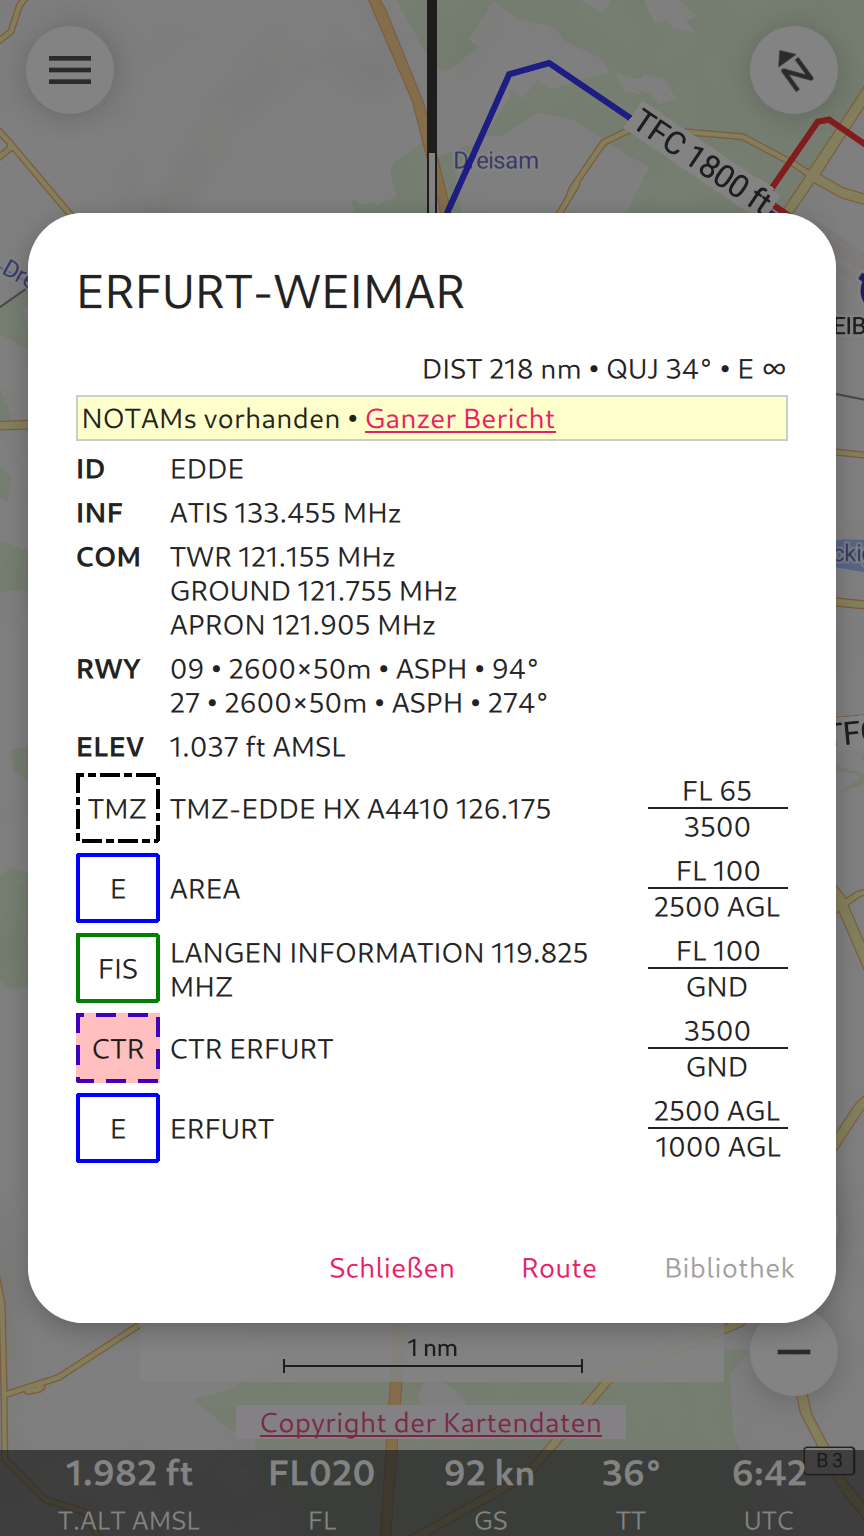 Dreisam
TFC 1800 ft
ERFURT-WEIMAR
DIST 218 nm • QUJ 34° • E ∞
NOTAMs vorhanden • Ganzer Bericht
ID EDDE
INF ATIS 133.455 MHz
COM TWR 121.155 MHz
GROUND 121.755 MHz
APRON 121.905 MHz
RWY 09 • 2600×50m • ASPH • 94°
27 • 2600×50m • ASPH • 274°
ELEV 1.037 ft AMSL
TMZ TMZ-EDDE HX A4410 126.175 FL 65
3500
E AREA FL 100
2500 AGL
FIS LANGEN INFORMATION 119.825 MHZ FL 100
GND
CTR CTR ERFURT 3500
GND
E ERFURT 2500 AGL
1000 AGL
Schließen Route Bibliothek
1 nm
Copyright der Kartendaten
B 3
1.982 ft FL020 92 kn 36° 6:42
T.ALT AMSL FL GS TT UTC